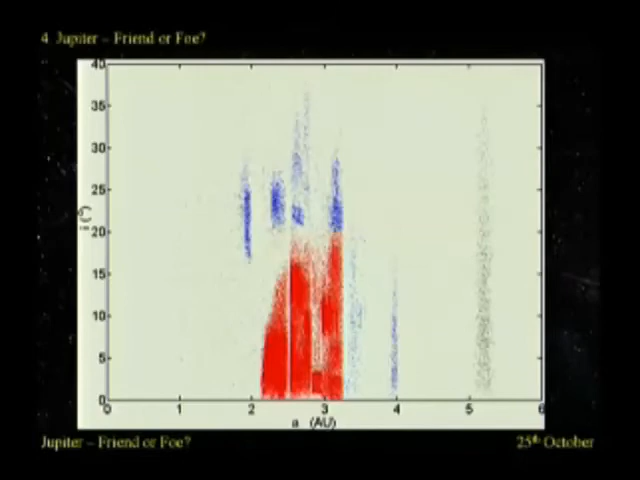 4 Jupiter – Friend or Foe?
40
35
30
25
20
15
10
5
0
i (°)
0 1 2 3 4 5 6
a (AU)
Jupiter – Friend or Foe? 25th October